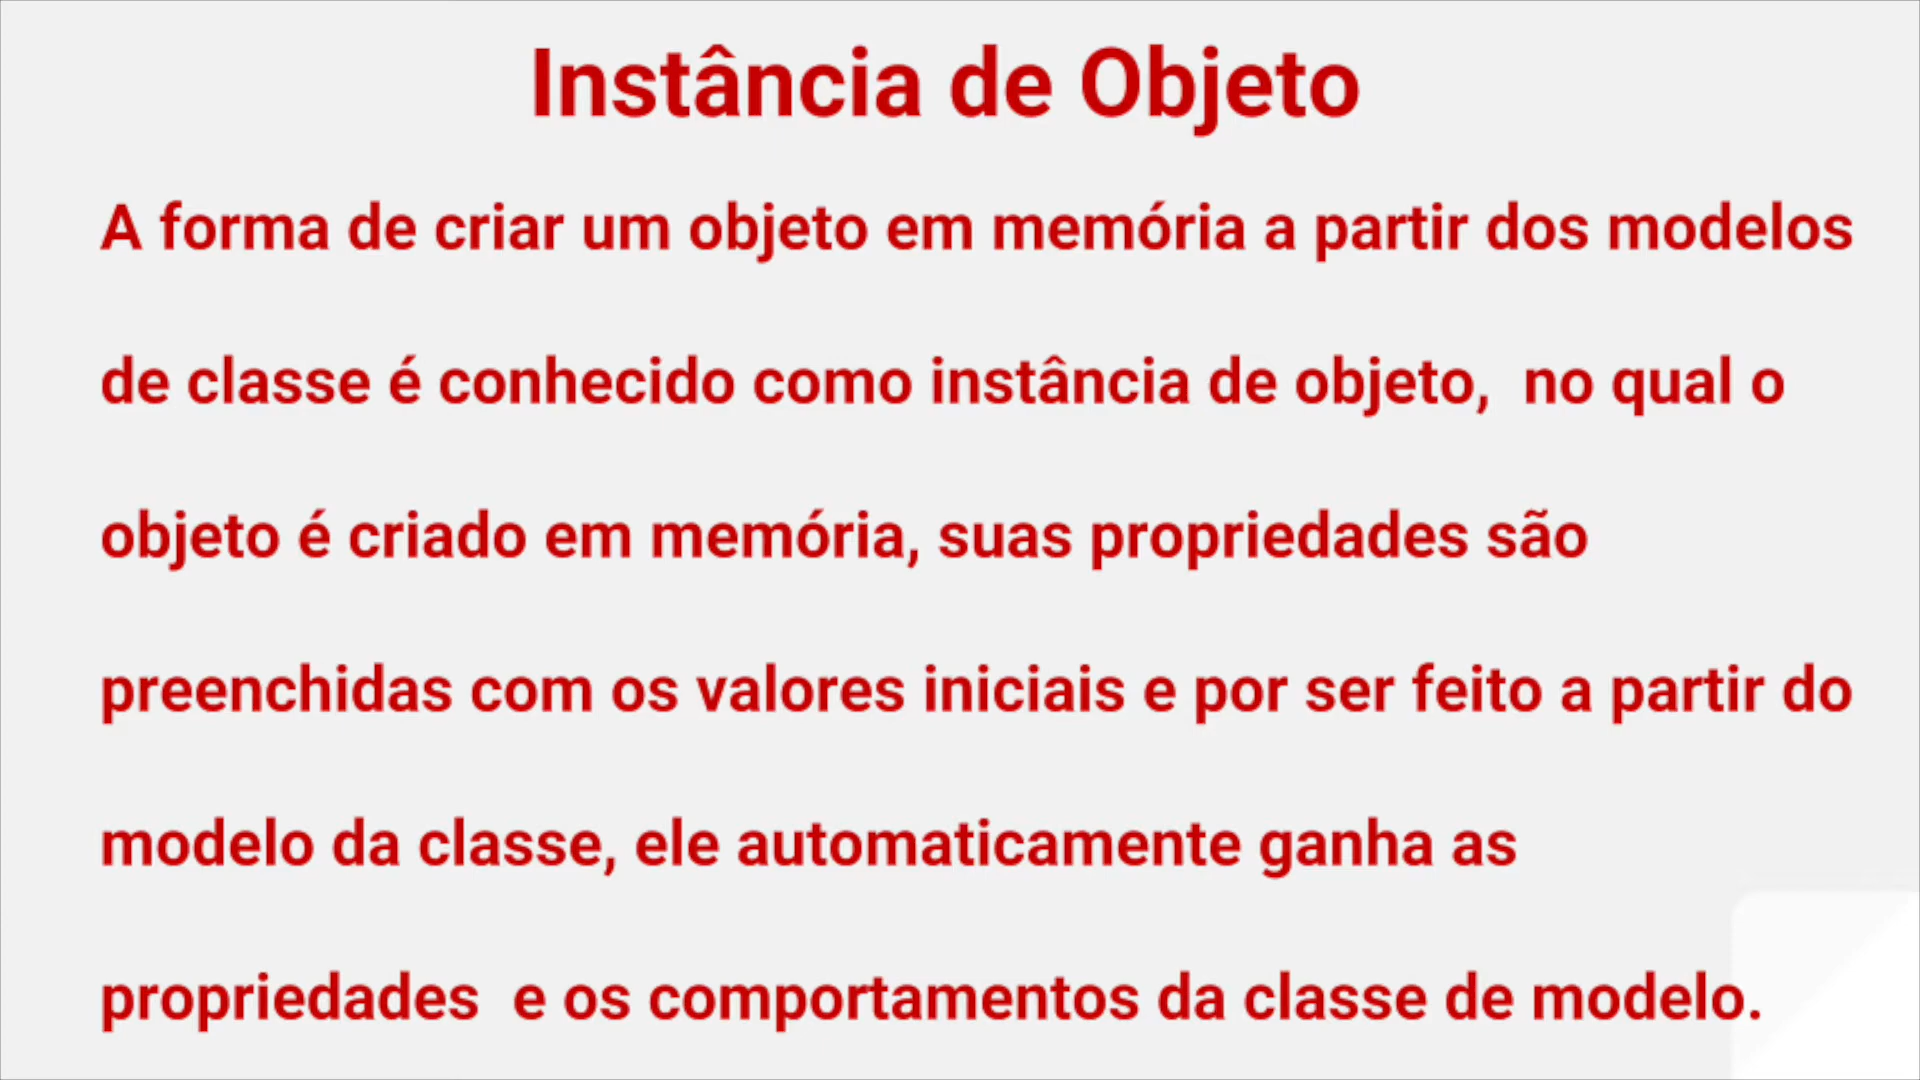 Instância de Objeto
A forma de criar um objeto em memória a partir dos modelos
de classe é conhecido como instância de objeto,  no qual o
objeto é criado em memória, suas propriedades são
preenchidas com os valores iniciais e por ser feito a partir do
modelo da classe, ele automaticamente ganha as
propriedades  e os comportamentos da classe de modelo.